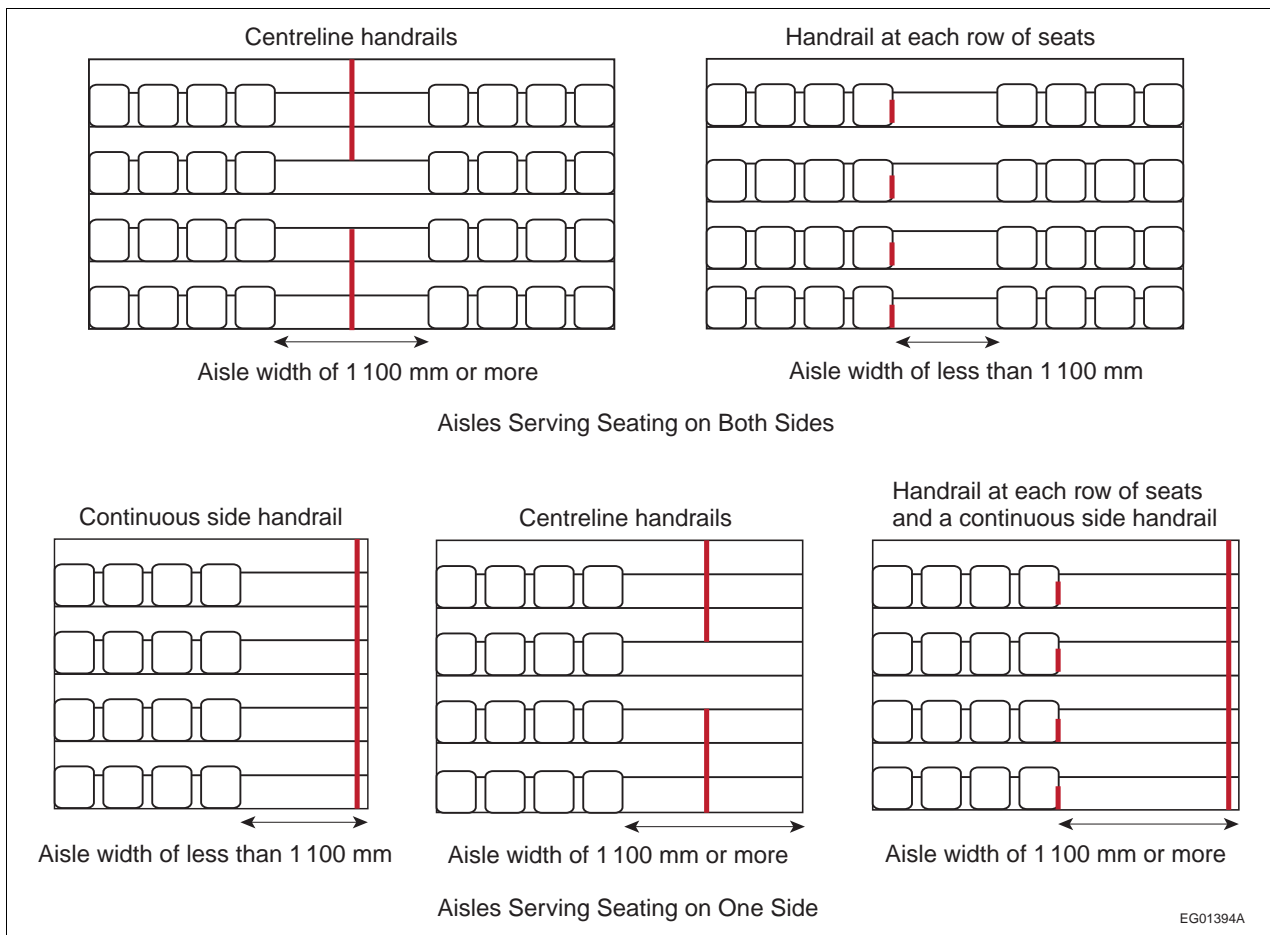 Centreline handrails
Handrail at each row of seats
Aisle width of 1 100 mm or more
Aisle width of less than 1 100 mm
Aisles Serving Seating on Both Sides
Continuous side handrail
Centreline handrails
Handrail at each row of seats
and a continuous side handrail
Aisle width of less than 1 100 mm
Aisle width of 1 100 mm or more
Aisle width of 1 100 mm or more
Aisles Serving Seating on One Side
EG01394A